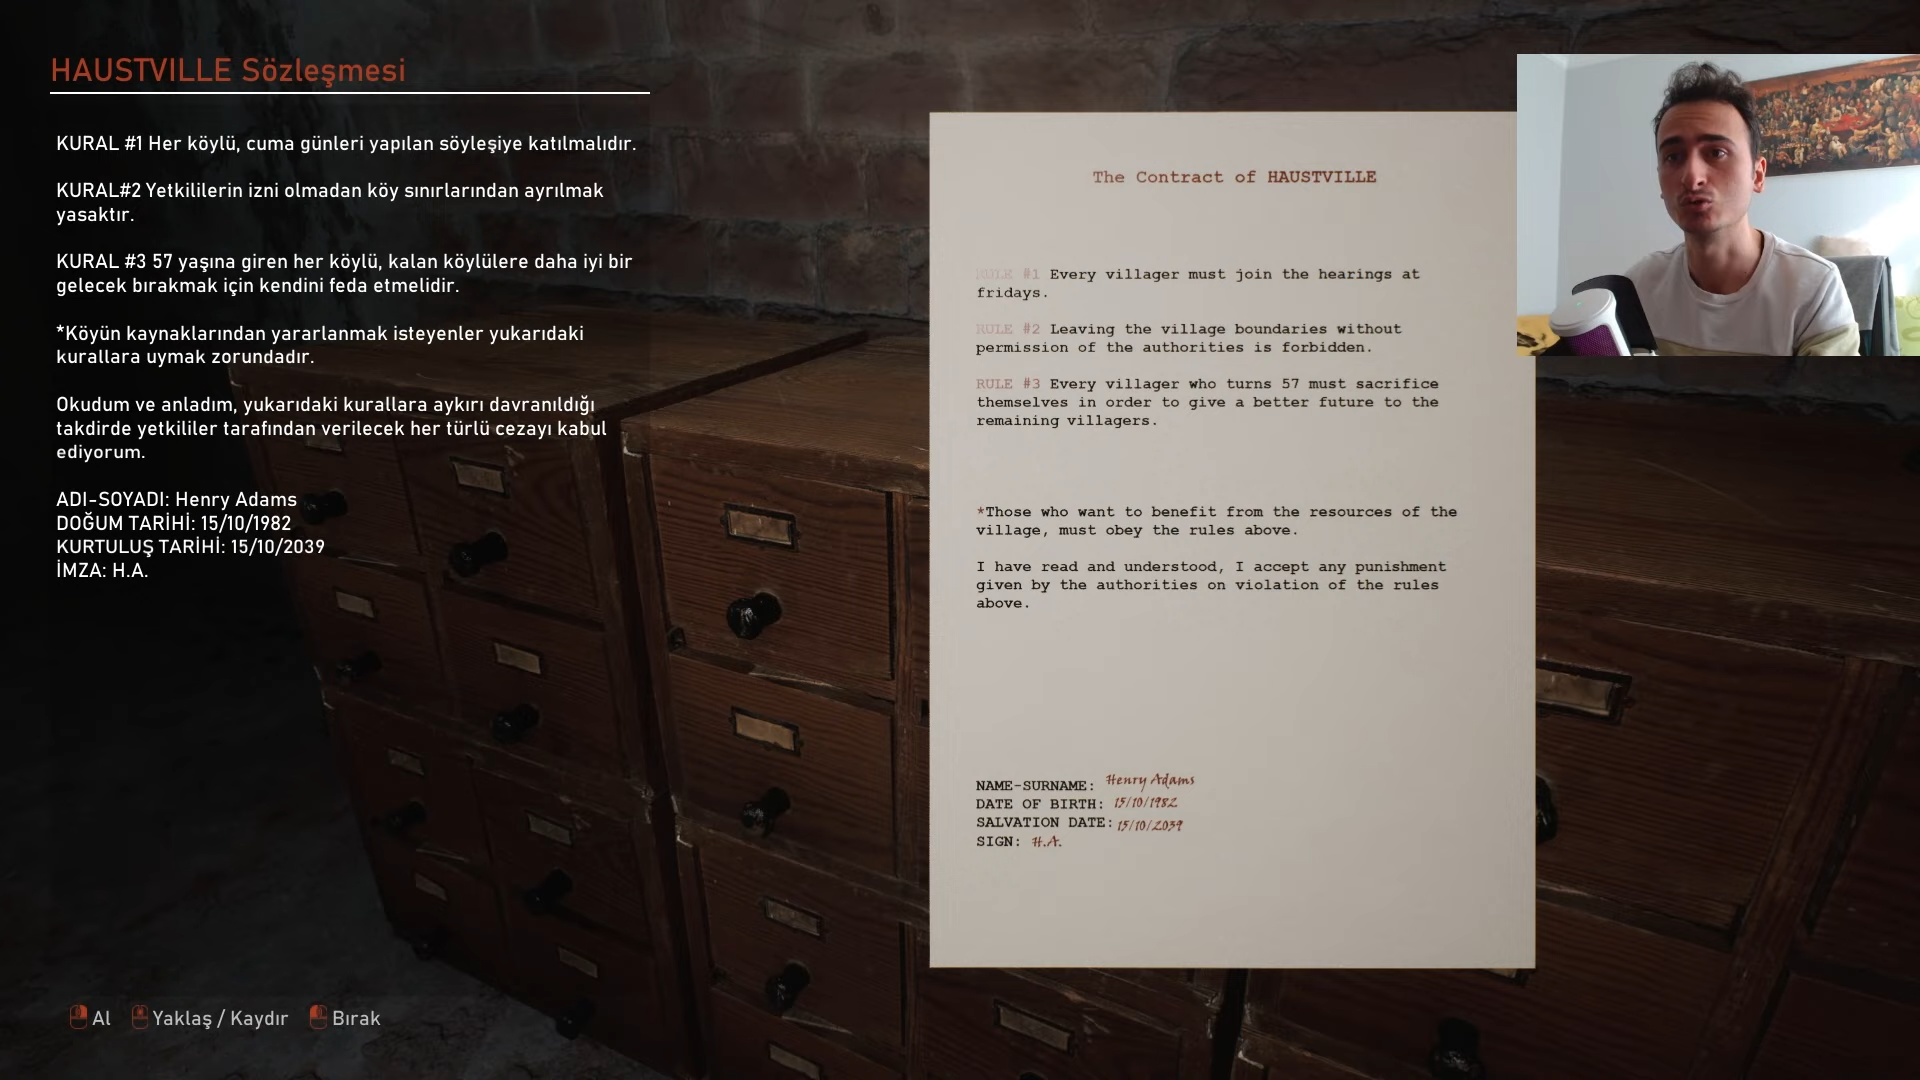 HAUSTVILLE Sözleşmesi
KURAL #1 Her köylü, cuma günleri yapılan söyleşiye katılmalıdır.
KURAL#2 Yetkililerin izni olmadan köy sınırlarından ayrılmak
yasaktır.
KURAL #3 57 yaşına giren her köylü, kalan köylülere daha iyi bir
gelecek bırakmak için kendini feda etmelidir.
*Köyün kaynaklarından yararlanmak isteyenler yukarıdaki
kurallara uymak zorundadır.
Okudum ve anladım, yukarıdaki kurallara aykırı davranıldığı
takdirde yetkililer tarafından verilecek her türlü cezayı kabul
ediyorum.
ADI-SOYADI: Henry Adams
DOĞUM TARİHİ: 15/10/1982
KURTULUŞ TARİHİ: 15/10/2039
İMZA: H.A.
The Contract of HAUSTVILLE
RULE #1 Every villager must join the hearings at
fridays.
RULE #2 Leaving the village boundaries without
permission of the authorities is forbidden.
RULE #3 Every villager who turns 57 must sacrifice
themselves in order to give a better future to the
remaining villagers.
*Those who want to benefit from the resources of the
village, must obey the rules above.
I have read and understood, I accept any punishment
given by the authorities on violation of the rules
above.
NAME-SURNAME: Henry Adams
DATE OF BIRTH: 15/10/1982
SALVATION DATE: 15/10/2039
SIGN: H.A.
Al Yaklaş / Kaydır Bırak